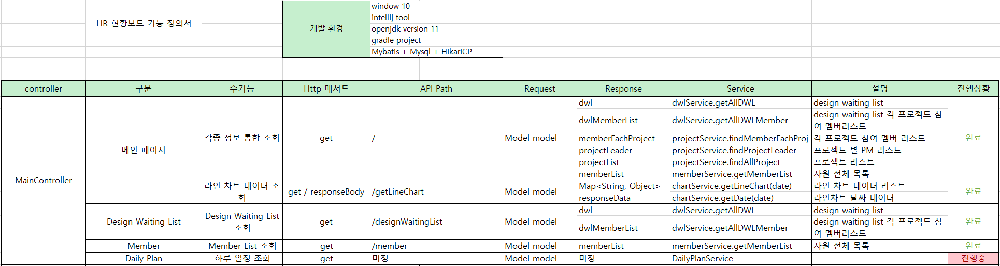 HR 현황보드 기능 정의서
개발 환경
window 10
intellij tool
openjdk version 11
gradle project
Mybatis + Mysql + HikariCP
controller
구분
주기능
Http 매서드
API Path
Request
Response
Service
설명
진행상황
MainController
메인 페이지
각종 정보 통합 조회
get
/
Model model
dwl
dwlService.getAllDWL
design waiting list
dwlMemberList
dwlService.getAllDWLMember
design waiting list 각 프로젝트 참
여 멤버리스트
memberEachProject
projectService.findMemberEachProj
각 프로젝트 참여 멤버 리스트
projectLeader
projectService.findProjectLeader
프로젝트 별 PM 리스트
projectList
projectService.findAllProject
프로젝트 리스트
memberList
memberService.getMemberList
사원 전체 목록
완료
라인 차트 데이터 조
회
get / responseBody
/getLineChart
Model model
Map<String, Object>
responseData
chartService.getLineChart(date)
라인 차트 데이터 리스트
chartService.getDate(date)
라인차트 날짜 데이터
완료
Design Waiting List
Design Waiting List
조회
get
/designWaitingList
Model model
dwl
dwlService.getAllDWL
design waiting list
dwlMemberList
dwlService.getAllDWLMember
design waiting list 각 프로젝트 참
여 멤버리스트
완료
Member
Member List 조회
get
/member
Model model
memberList
memberService.getMemberList
사원 전체 목록
완료
Daily Plan
하루 일정 조회
get
미정
Model model
미정
DailyPlanService
진행중